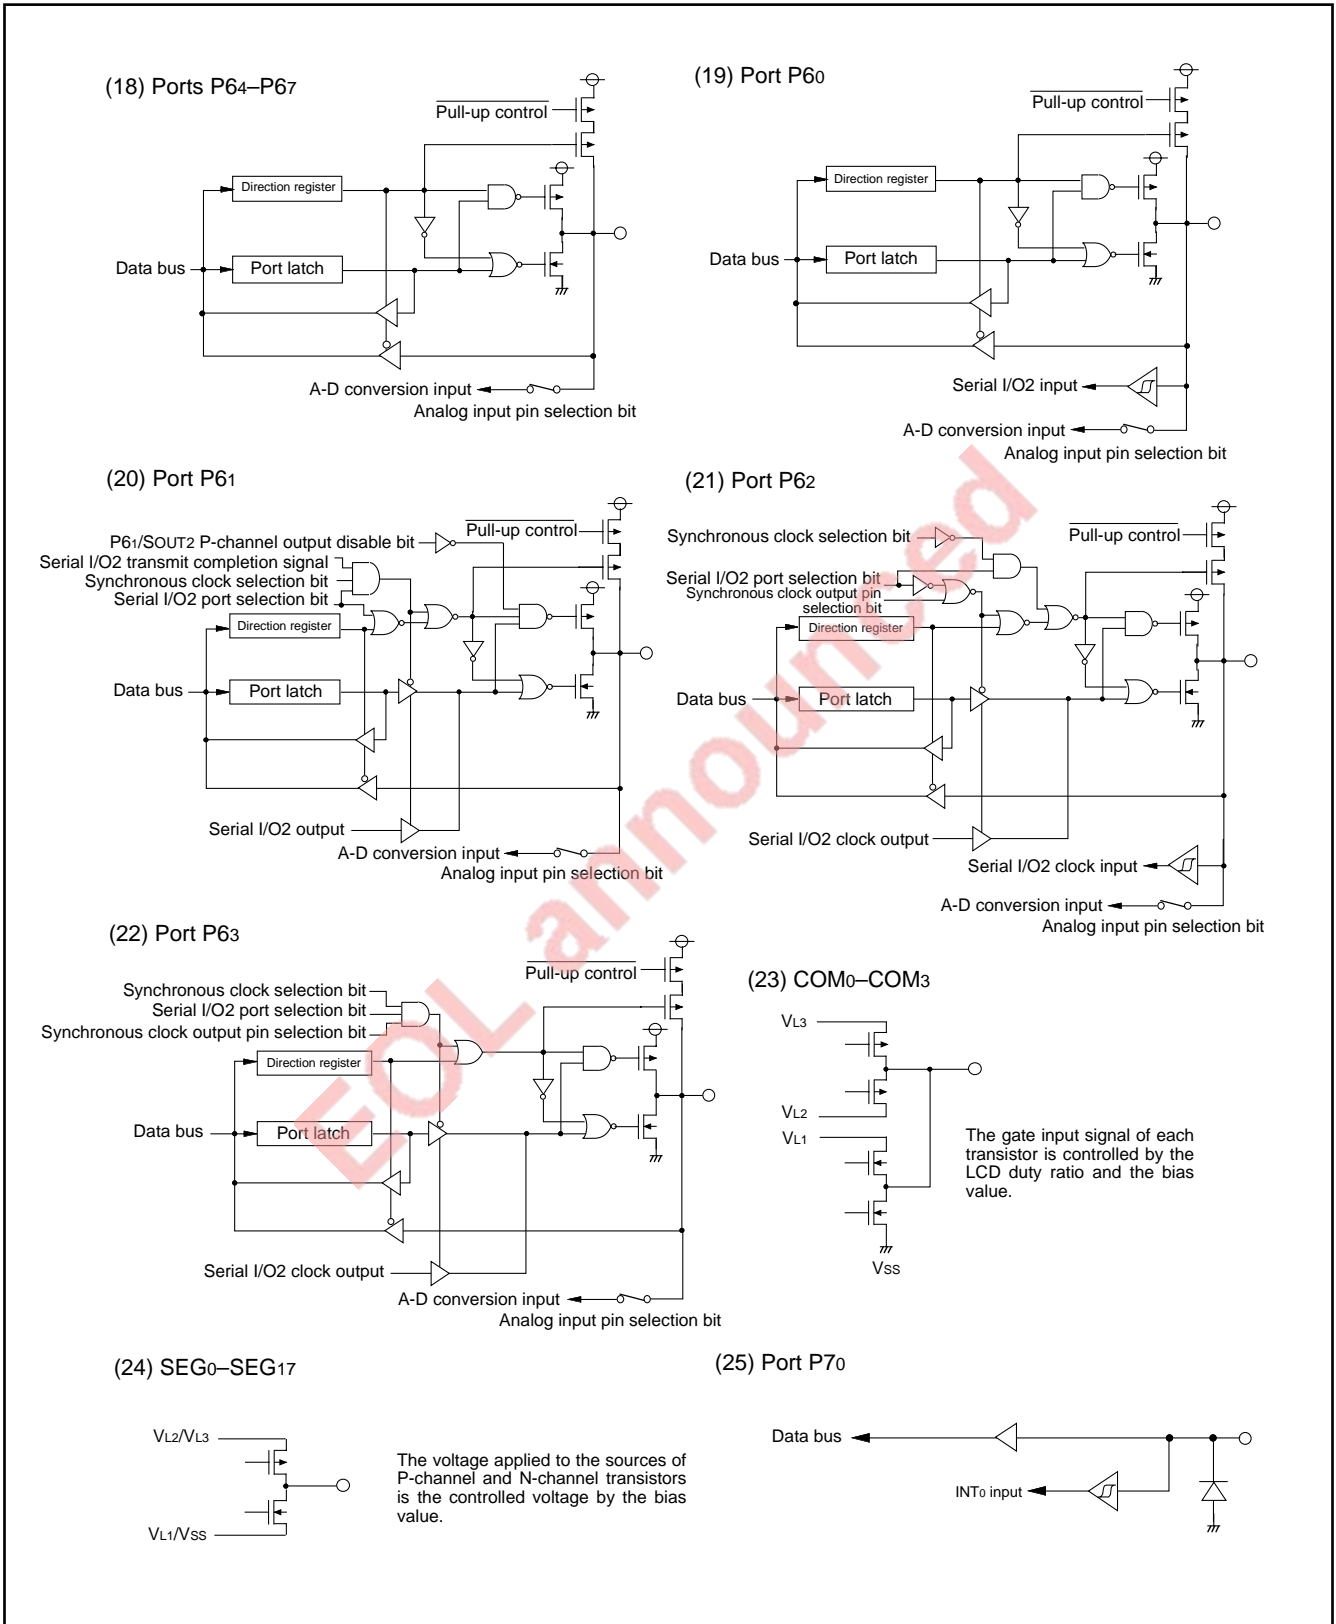 (18) Ports P64–P67
Pull-up control
Direction register
Data bus
Port latch
A-D conversion input
Analog input pin selection bit
(19) Port P60
Pull-up control
Direction register
Data bus
Port latch
Serial I/O2 input
A-D conversion input
Analog input pin selection bit
(20) Port P61
Pull-up control
P61/SOUT2 P-channel output disable bit
Serial I/O2 transmit completion signal
Synchronous clock selection bit
Serial I/O2 port selection bit
Direction register
Data bus
Port latch
Serial I/O2 output
A-D conversion input
Analog input pin selection bit
(21) Port P62
Synchronous clock selection bit
Pull-up control
Serial I/O2 port selection bit
Synchronous clock output pin
selection bit
Direction register
Data bus
Port latch
Serial I/O2 clock output
Serial I/O2 clock input
A-D conversion input
Analog input pin selection bit
(22) Port P63
Pull-up control
Synchronous clock selection bit
Serial I/O2 port selection bit
Synchronous clock output pin selection bit
Direction register
Data bus
Port latch
Serial I/O2 clock output
A-D conversion input
Analog input pin selection bit
(23) COM0–COM3
VL3
VL2
VL1
VSS
The gate input signal of each
transistor is controlled by the
LCD duty ratio and the bias
value.
(24) SEG0–SEG17
VL2/VL3
VL1/VSS
The voltage applied to the sources of
P-channel and N-channel transistors
is the controlled voltage by the bias
value.
(25) Port P70
Data bus
INT0 input
EOL announced